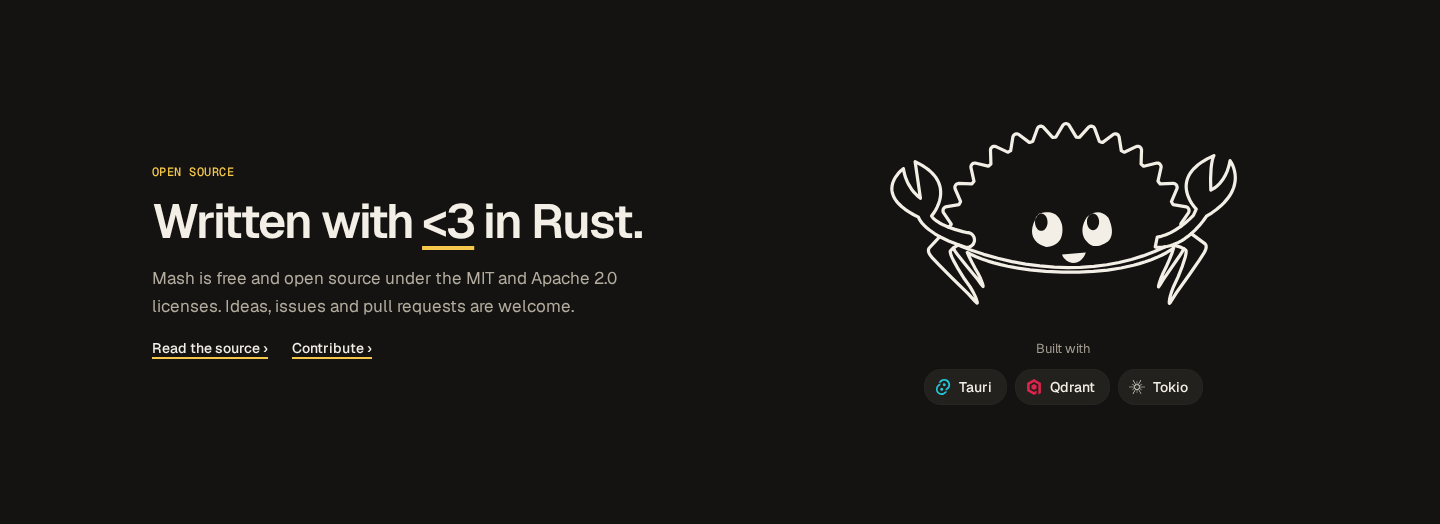 OPEN SOURCE
Written with <3 in Rust.
Mash is free and open source under the MIT and Apache 2.0
licenses. Ideas, issues and pull requests are welcome.
Read the source › Contribute ›
Built with
Tauri Qdrant Tokio